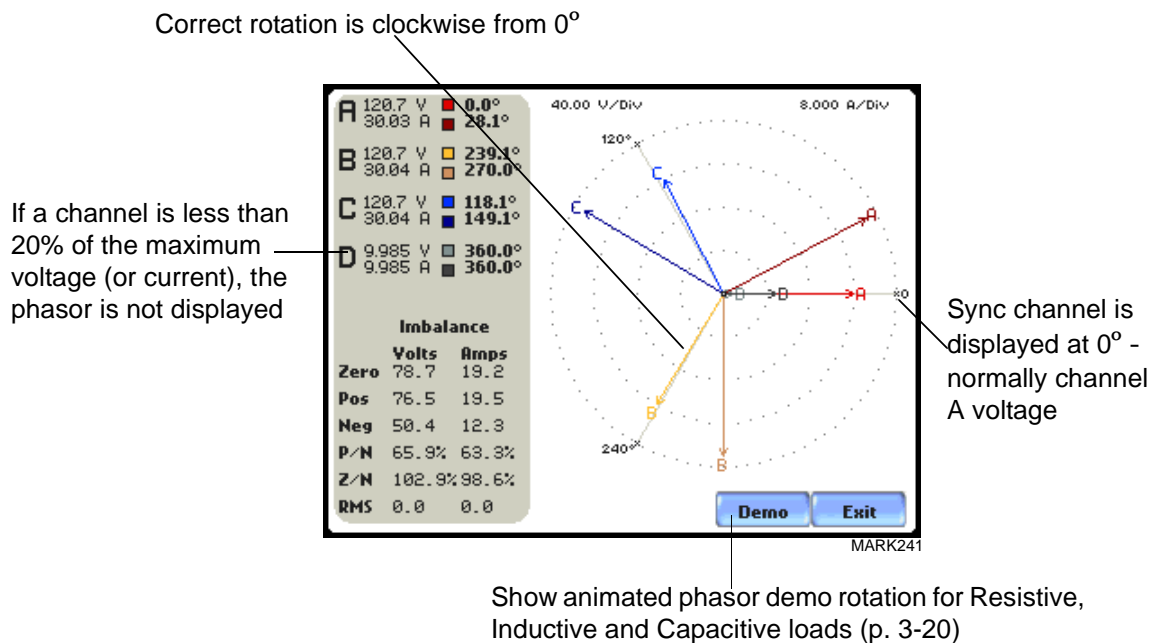 Correct rotation is clockwise from 0°
If a channel is less than
20% of the maximum
voltage (or current), the
phasor is not displayed
A 120.7 V 0.0°
30.03 A 28.1°
B 120.7 V 239.1°
30.04 A 270.0°
C 120.7 V 118.1°
30.04 A 149.1°
D 9.985 V 360.0°
9.985 A 360.0°
Imbalance
Volts Amps
Zero 78.7 19.2
Pos 76.5 19.5
Neg 50.4 12.3
P/N 65.9% 63.3%
Z/N 102.9% 98.6%
RMS 0.0 0.0
40.00 V/Div 8.000 A/Div
120°
C
C
A
D D A 0
B
240°
B
Demo Exit
MARK241
Sync channel is
displayed at 0° -
normally channel
A voltage
Show animated phasor demo rotation for Resistive,
Inductive and Capacitive loads (p. 3-20)